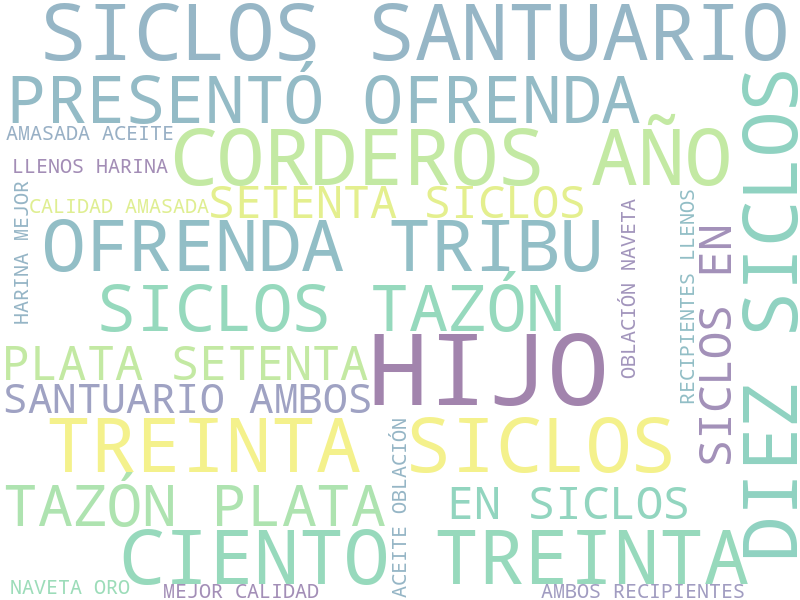 SICLOS SANTUARIO
PRESENTÓ OFRENDA
AMASADA ACEITE
CORDEROS AÑO
LLENOS HARINA
DIEZ SICLOS
HARINA MEJOR
CALIDAD AMASADA
SETENTA SICLOS
OFRENDA TRIBU
OBLACIÓN NAVETA
RECIPIENTES LLENOS
SICLOS EN
SICLOS TAZÓN
HIJO
PLATA SETENTA
SANTUARIO AMBOS
TREINTA SICLOS
ACEITE OBLACIÓN
TAZÓN PLATA
EN SICLOS
CIENTO TREINTA
NAVETA ORO
MEJOR CALIDAD
AMBOS RECIPIENTES